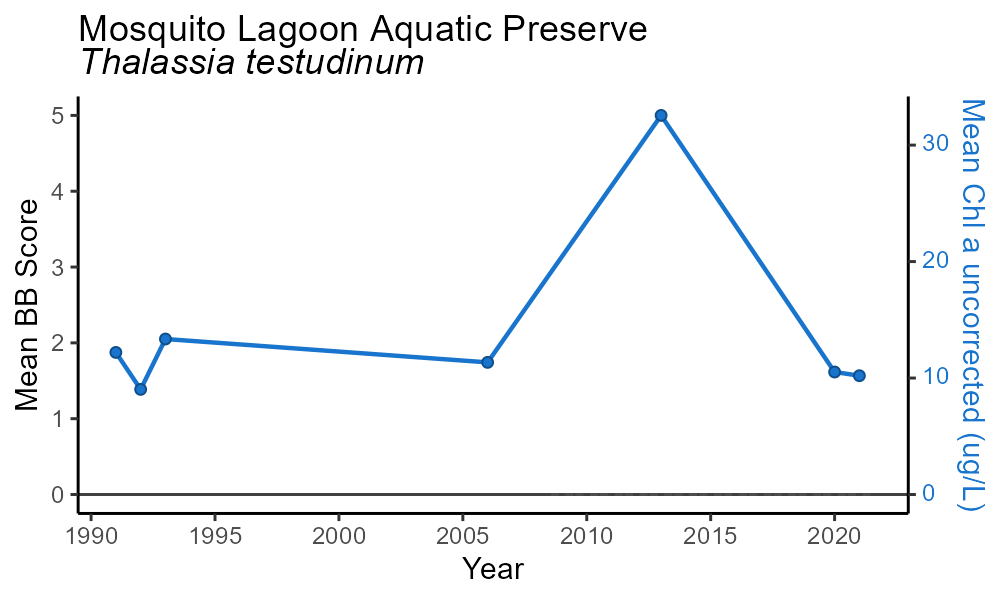 Mosquito Lagoon Aquatic Preserve
Thalassia testudinum
5
4
3
2
1
0
Mean BB Score
30
20
10
0
Mean Chl a uncorrected (ug/L)
1990 1995 2000 2005 2010 2015 2020
Year